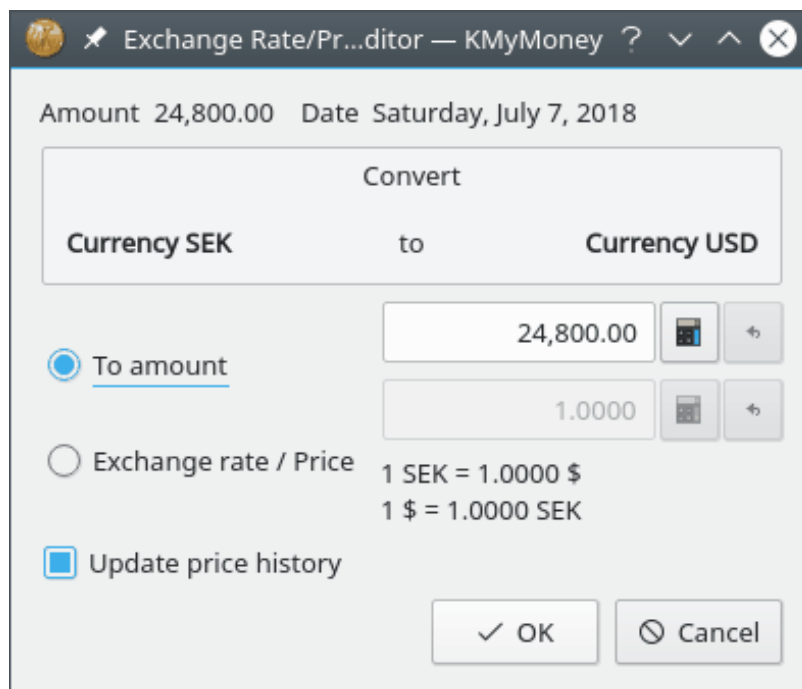 Exchange Rate/Pr...ditor — KMyMoney ?
Amount 24,800.00 Date Saturday, July 7, 2018
Convert
Currency SEK to Currency USD
24,800.00
To amount
1.0000
Exchange rate / Price
1 SEK = 1.0000 $
1 $ = 1.0000 SEK
Update price history
OK Cancel